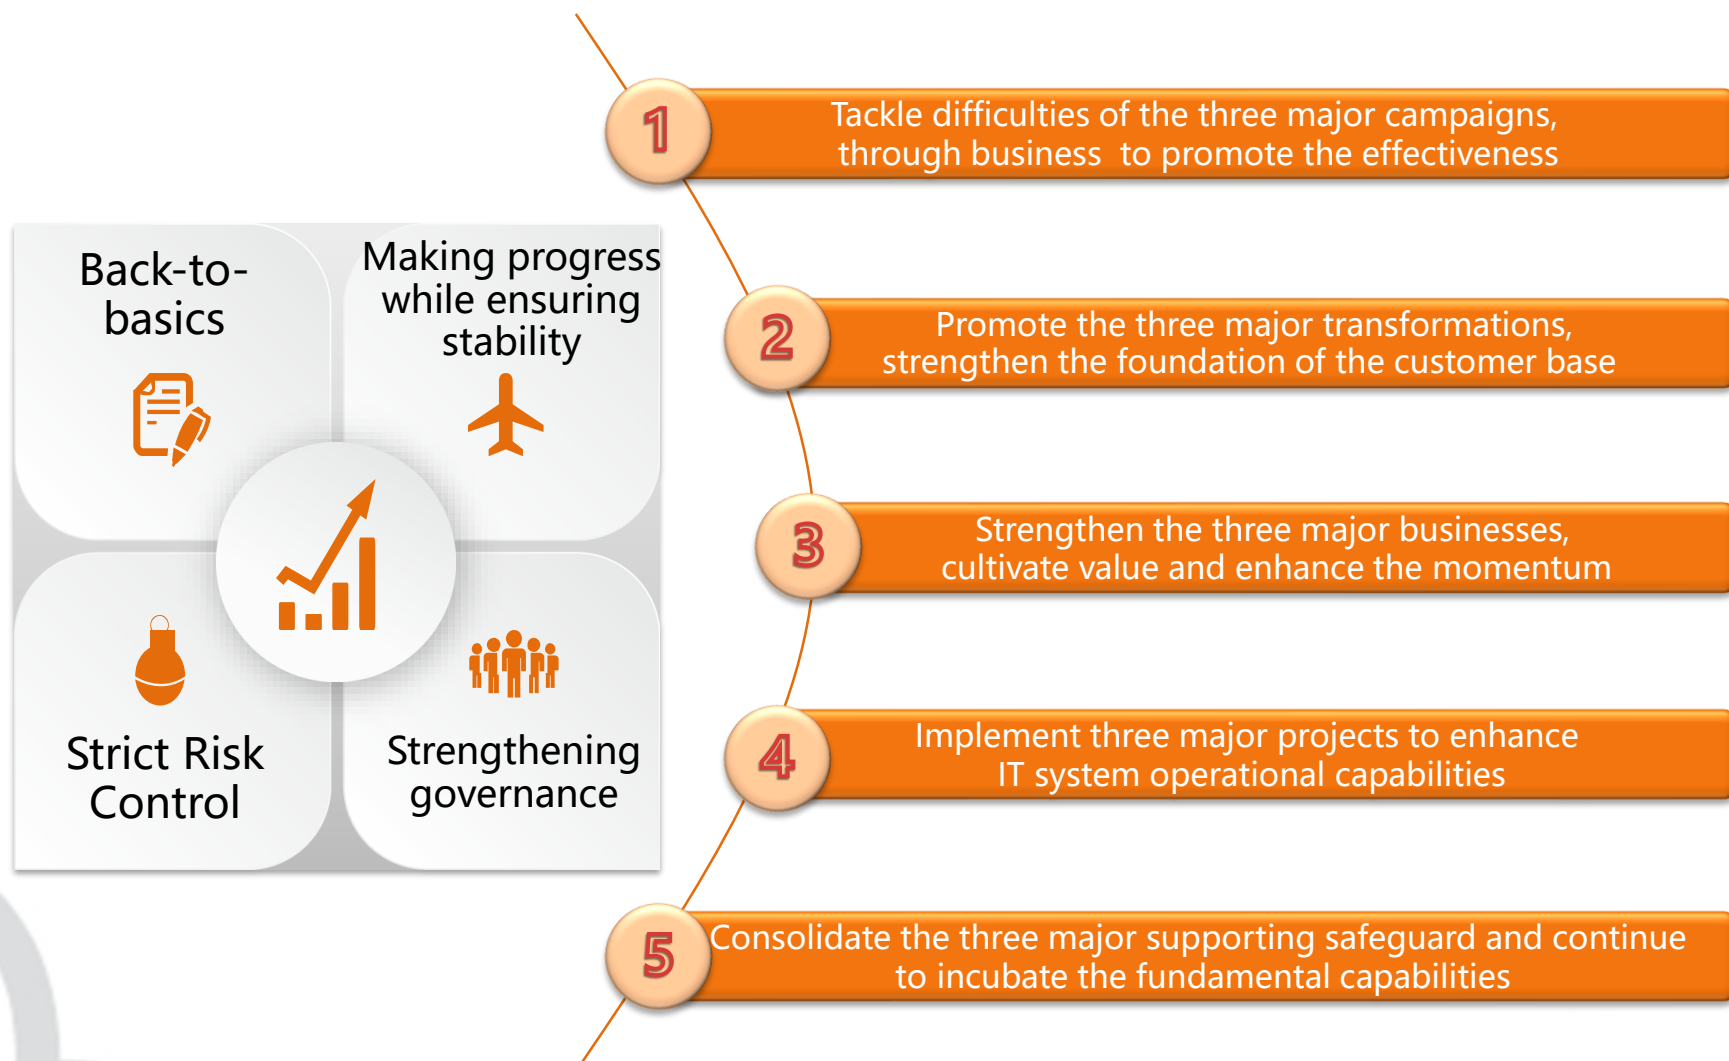 Back-to-
basics
Making progress
while ensuring
stability
Strict Risk
Control
Strengthening
governance
1
Tackle difficulties of the three major campaigns,
through business  to promote the effectiveness
2
Promote the three major transformations,
strengthen the foundation of the customer base
3
Strengthen the three major businesses,
cultivate value and enhance the momentum
4
Implement three major projects to enhance
IT system operational capabilities
5
Consolidate the three major supporting safeguard and continue
to incubate the fundamental capabilities